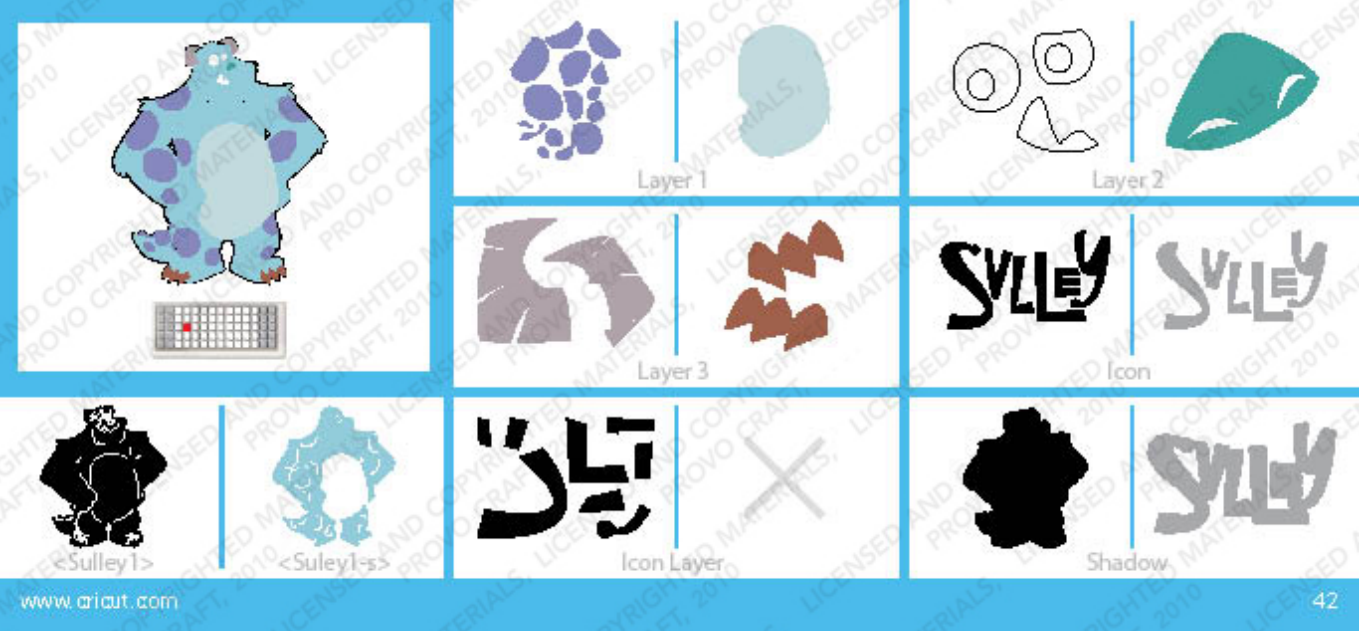 Layer 1
Layer 2
Layer 3
SULLEY
SULLEY
Icon
<Sulley1>
<Suley1-s>
Icon Layer
SULLEY
Shadow
www.cricut.com
42
LICENSED AND COPYRIGHTED MATERIALS,
PROVO CRAFT, 2010